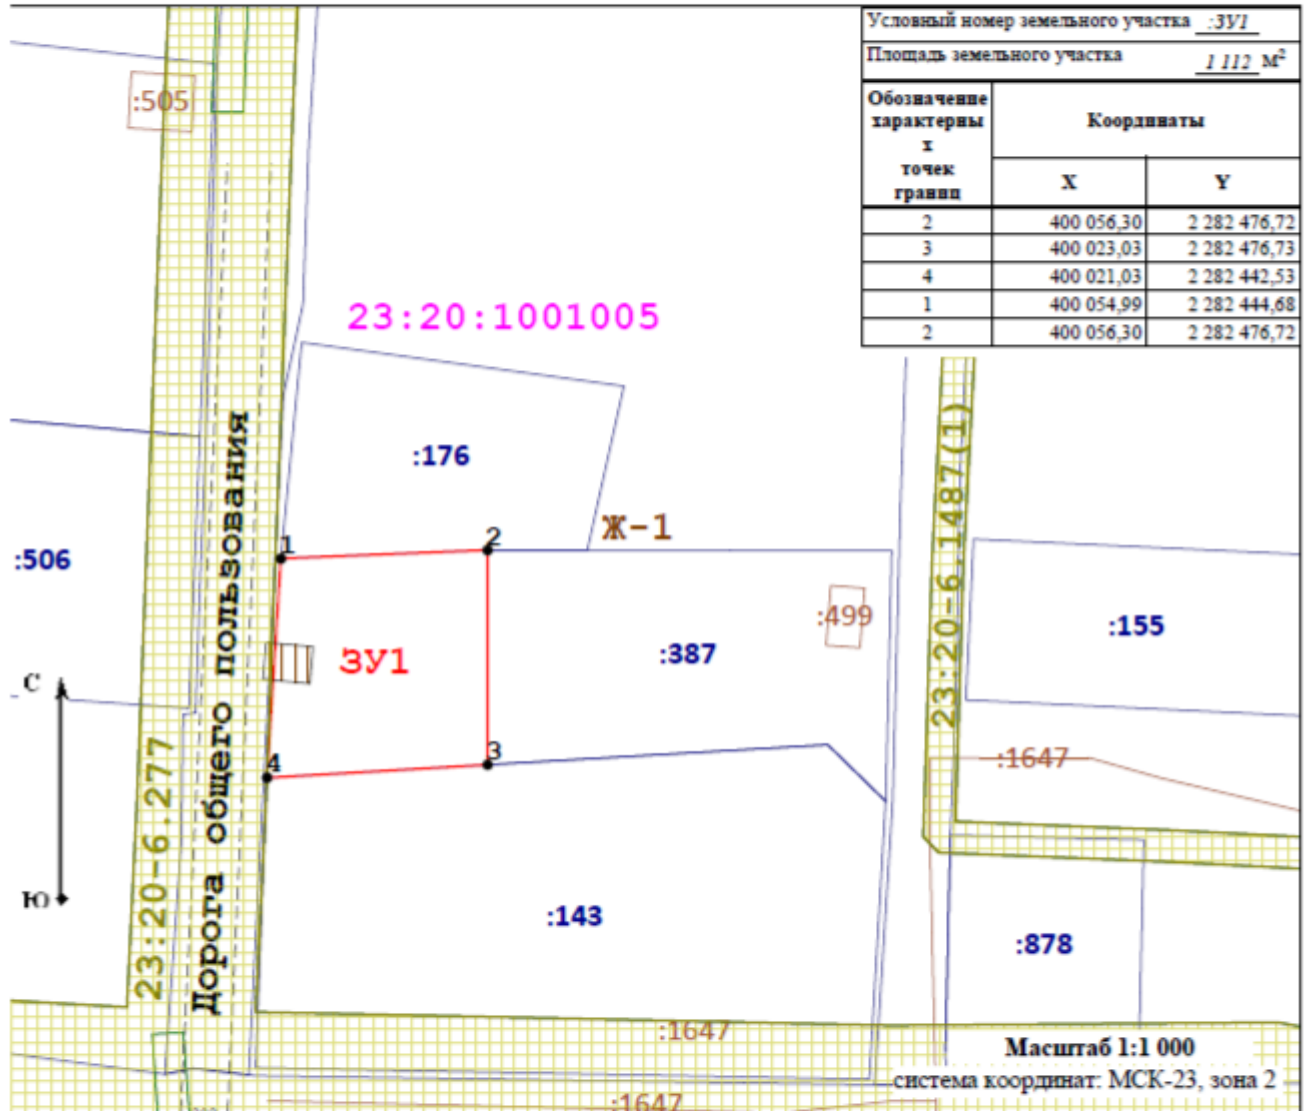 Условный номер земельного участка :ЗУ1
Площадь земельного участка 1 112 м²
Обозначение
характерны
х
точек
границ
Координаты
X Y
2 400 056,30 2 282 476,72
3 400 023,03 2 282 476,73
4 400 021,03 2 282 442,53
1 400 054,99 2 282 444,68
2 400 056,30 2 282 476,72
:505
23:20:1001005
:176
Ж-1
:506
1
2
:499
:155
ЗУ1
:387
С
3
4
:1647
23:20-6.1487(1)
23:20-6.277
Дорога общего пользования
Ю
:143
:878
:1647
Масштаб 1:1 000
система координат: МСК-23, зона 2
:1647